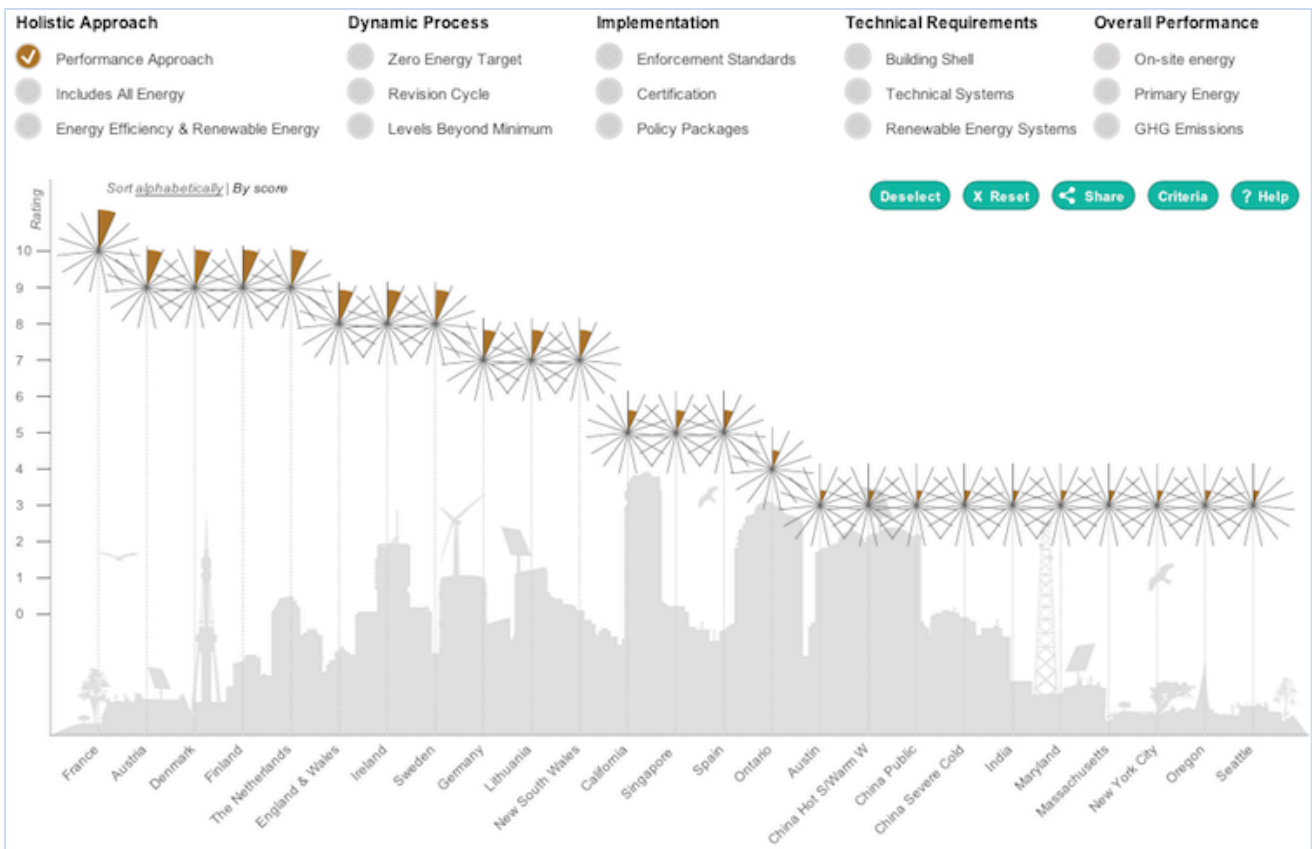 Holistic Approach
Performance Approach
Includes All Energy
Energy Efficiency & Renewable Energy
Dynamic Process
Zero Energy Target
Revision Cycle
Levels Beyond Minimum
Implementation
Enforcement Standards
Certification
Policy Packages
Technical Requirements
Building Shell
Technical Systems
Renewable Energy Systems
Overall Performance
On-site energy
Primary Energy
GHG Emissions
Sort alphabetically | By score
Deselect
X Reset
Share
Criteria
? Help
Rating
10
9
8
7
6
5
4
3
2
1
0
France
Austria
Denmark
Finland
The Netherlands
England & Wales
Ireland
Sweden
Germany
Lithuania
New South Wales
California
Singapore
Spain
Ontario
Austin
China Hot S/Warm W
China Public
China Severe Cold
India
Maryland
Massachusetts
New York City
Oregon
Seattle